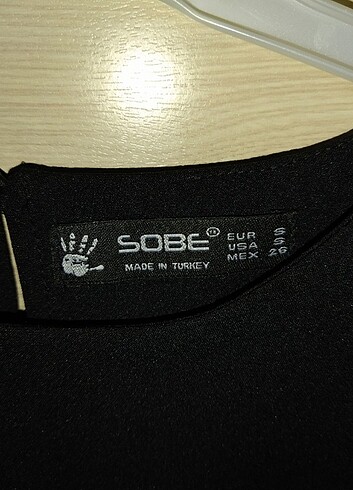 SOBE®
MADE IN TURKEY
EUR S
USA S
MEX 26